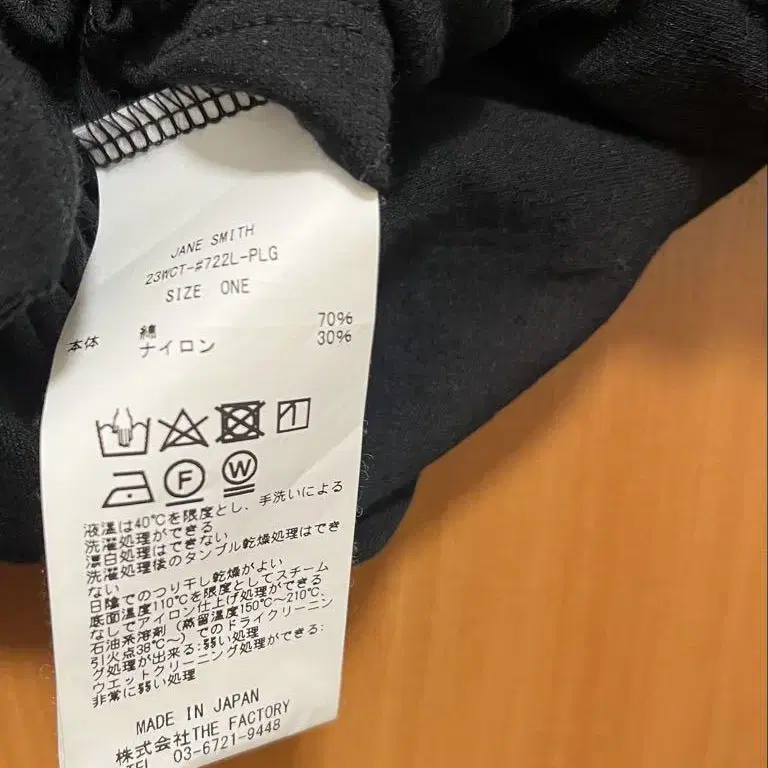 JANE SMITH
23WCT-#722L-PLG
SIZE ONE
本体 綿 70%
ナイロン 30%
F W
液温は40℃を限度とし、手洗いによる
洗濯処理ができる
漂白処理はできない
洗濯処理後のタンブル乾燥処理はでき
ない
日陰でのつり干し乾燥がよい
底面温度110℃を限度としてスチーム
なしでアイロン仕上げ処理ができる
石油系溶剤(蒸留温度150℃〜210℃、
引火点38℃〜)でのドライクリーニン
グ処理が出来る:弱い処理
ウエットクリーニング処理ができる:
非常に弱い処理
MADE IN JAPAN
株式会社THE FACTORY
TEL 03-6721-9448